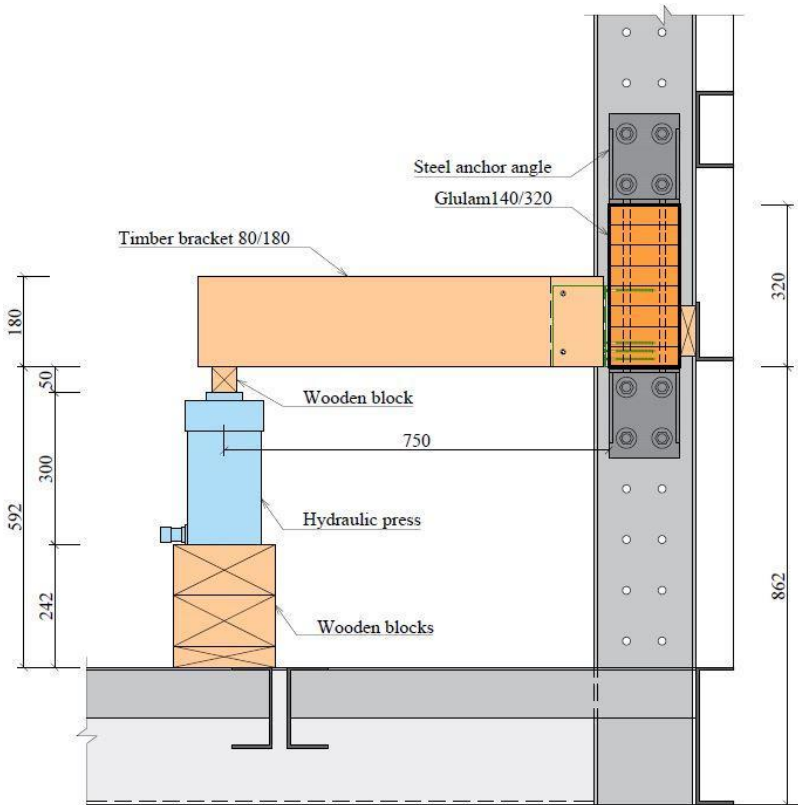 Steel anchor angle
Glulam140/320
Timber bracket 80/180
320
180
50
Wooden block
750
300
592
Hydraulic press
862
242
Wooden blocks